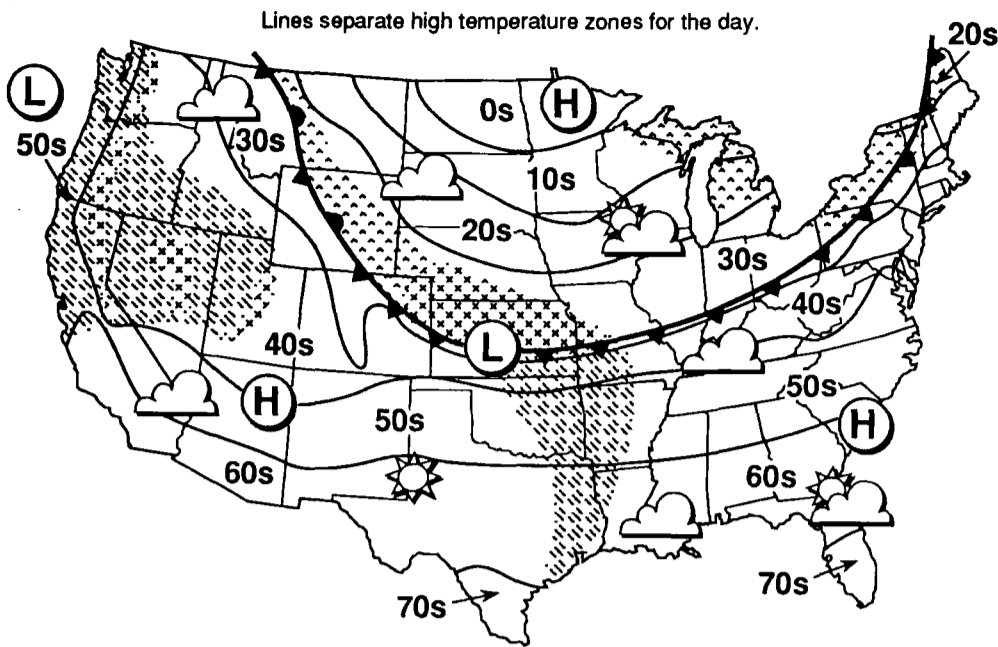 Lines separate high temperature zones for the day.
20s
L
0s
H
50s
30s
10s
20s
30s
40s
40s
L
50s
H
50s
H
60s
60s
70s
70s